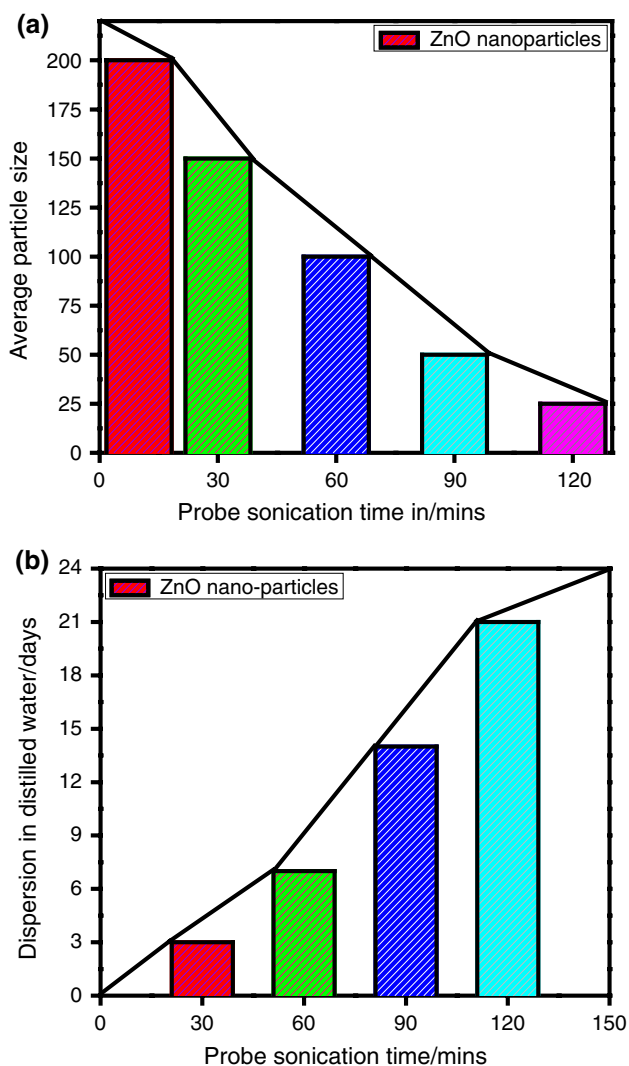 (a)
ZnO nanoparticles
200
175
150
125
100
75
50
25
0
Average particle size
0 30 60 90 120
Probe sonication time in/mins
(b)
ZnO nano-particles
24
21
18
15
12
9
6
3
0
Dispersion in distilled water/days
0 30 60 90 120 150
Probe sonication time/mins